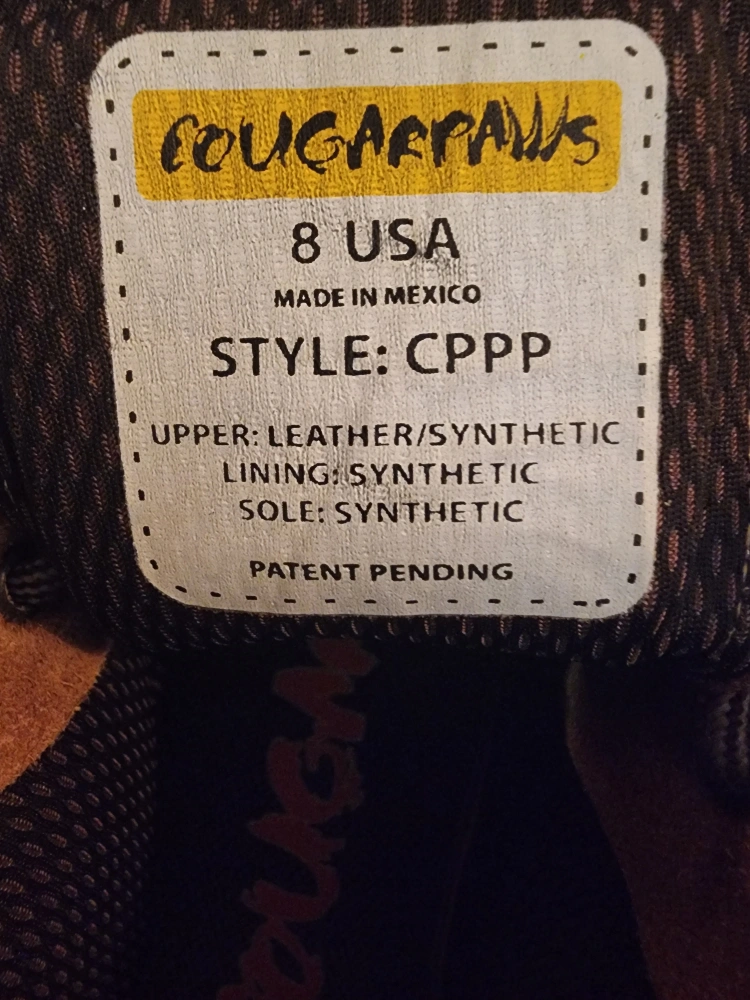 COUGARPAWS
8 USA
MADE IN MEXICO
STYLE: CPPP
UPPER: LEATHER/SYNTHETIC
LINING: SYNTHETIC
SOLE: SYNTHETIC
PATENT PENDING